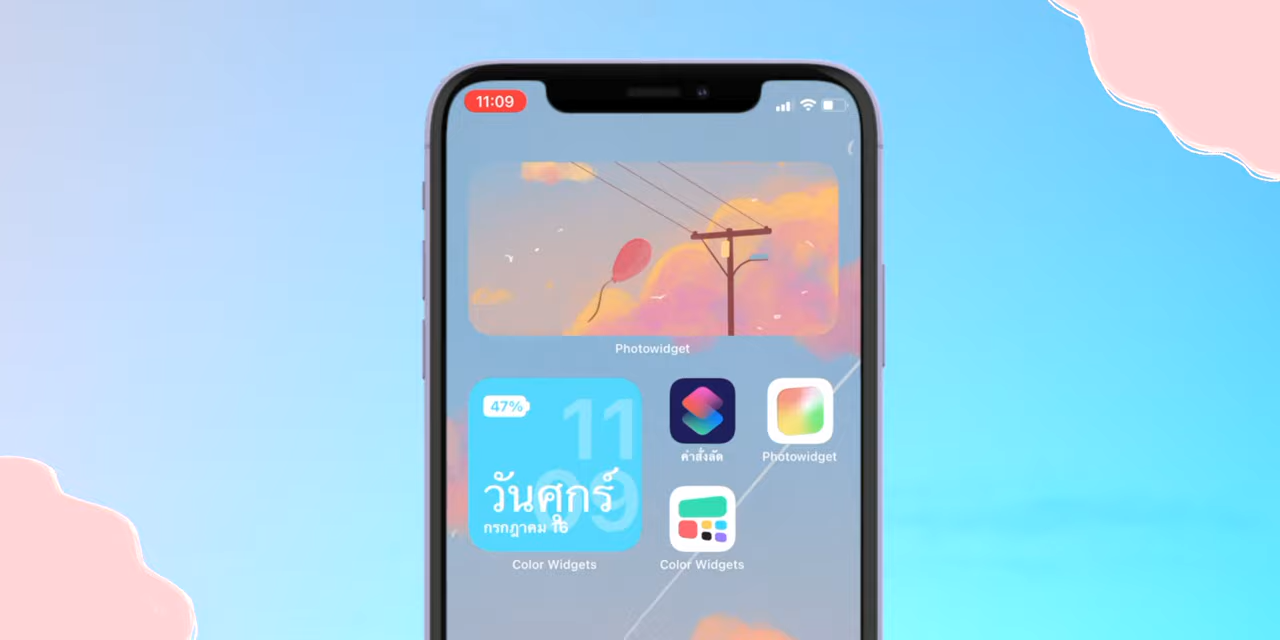 11:09
Photowidget
47%
11
09
วันศุกร์
กรกฎาคม 16
Color Widgets
คำสั่งลัด
Photowidget
Color Widgets